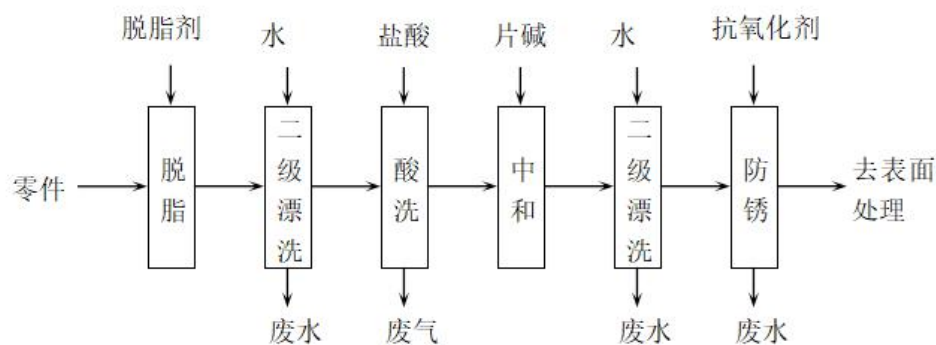 脱脂剂 水 盐酸 片碱 水 抗氧化剂
零件
脱脂
二级漂洗
酸洗
中和
二级漂洗
防锈
去表面
处理
废水 废气 废水 废水